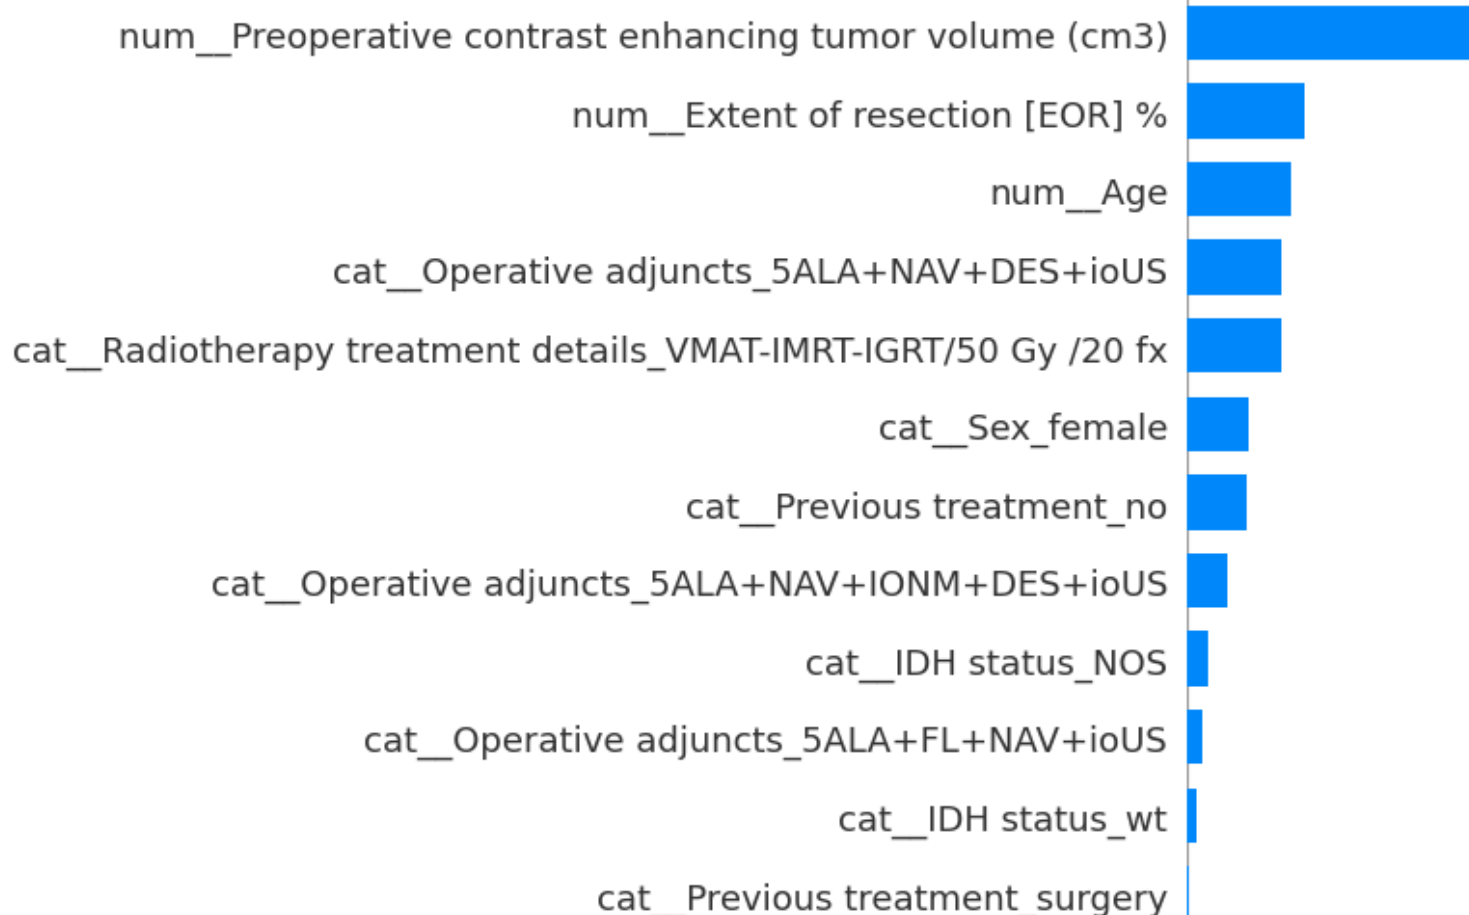 num__Preoperative contrast enhancing tumor volume (cm3)
num__Extent of resection [EOR] %
num__Age
cat__Operative adjuncts_5ALA+NAV+DES+ioUS
cat__Radiotherapy treatment details_VMAT-IMRT-IGRT/50 Gy /20 fx
cat__Sex_female
cat__Previous treatment_no
cat__Operative adjuncts_5ALA+NAV+IONM+DES+ioUS
cat__IDH status_NOS
cat__Operative adjuncts_5ALA+FL+NAV+ioUS
cat__IDH status_wt
cat__Previous treatment_surgery